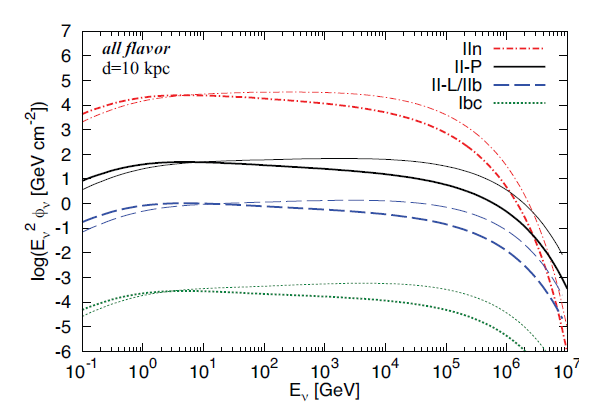 all flavor
d=10 kpc
IIn
II-P
II-L/IIb
Ibc
log(E_ν^2 ϕ_ν [GeV cm^-2])
7
6
5
4
3
2
1
0
-1
-2
-3
-4
-5
-6
10^-1 10^0 10^1 10^2 10^3 10^4 10^5 10^6 10^7
E_ν [GeV]